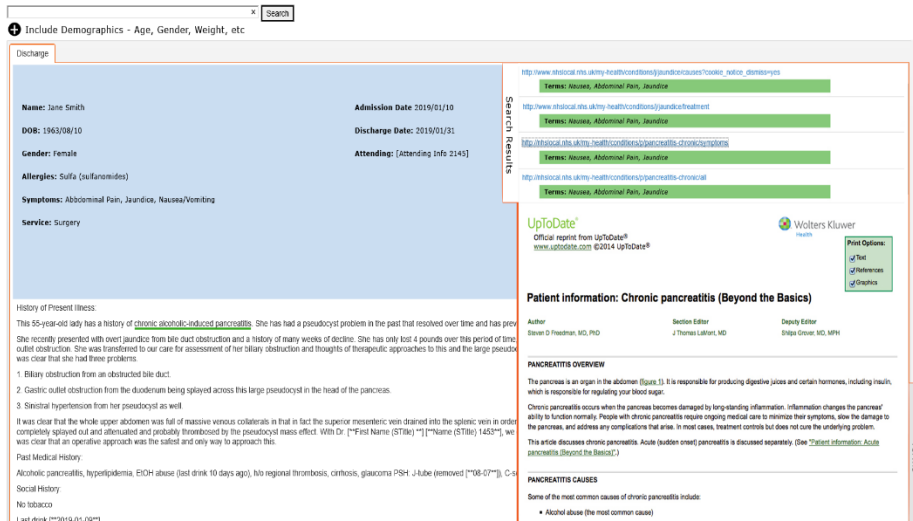 x Search
Include Demographics - Age, Gender, Weight, etc
Discharge
Name: Jane Smith
Admission Date 2019/01/10
DOB: 1963/08/10
Discharge Date: 2019/01/31
Gender: Female
Attending: [Attending Info 2145]
Allergies: Sulfa (sulfanomides)
Symptoms: Abbdominal Pain, Jaundice, Nausea/Vomiting
Service: Surgery
History of Present Illness:
This 55-year-old lady has a history of chronic alcoholic-induced pancreatitis. She has had a pseudocyst problem in the past that resolved over time and has prev
She recently presented with overt jaundice from bile duct obstruction and a history of many weeks of decline. She has only lost 4 pounds over this period of time,
outlet obstruction. She was transferred to our care for assessment of her biliary obstruction and thoughts of therapeutic approaches to this and the large pseudoc
was clear that she had three problems.
1. Biliary obstruction from an obstructed bile duct.
2. Gastric outlet obstruction from the duodenum being splayed across this large pseudocyst in the head of the pancreas.
3. Sinistral hypertension from her pseudocyst as well.
It was clear that the whole upper abdomen was full of massive venous collaterals in that in fact the superior mesenteric vein drained into the splenic vein in order
completely splayed out and attenuated and probably thrombosed by the pseudocyst mass effect. With Dr. [**First Name (STitle) **] [**Name (STitle) 1453**], we
was clear that an operative approach was the safest and only way to approach this.
Past Medical History:
Alcoholic pancreatitis, hyperlipidemia, EtOH abuse (last drink 10 days ago), h/o regional thrombosis, cirrhosis, glaucoma PSH: J-tube (removed [**08-07**]), C-s
Social History:
No tobacco
Last drink [**2019-01-09**]
Search Results
http://www.nhslocal.nhs.uk/my-health/conditions/j/jaundice/causes?cookie_notice_dismiss=yes
Terms: Nausea, Abdominal Pain, Jaundice
http://www.nhslocal.nhs.uk/my-health/conditions/j/jaundice/treatment
Terms: Nausea, Abdominal Pain, Jaundice
http://nhslocal.nhs.uk/my-health/conditions/p/pancreatitis-chronic/symptoms
Terms: Nausea, Abdominal Pain, Jaundice
http://nhslocal.nhs.uk/my-health/conditions/p/pancreatitis-chronic/all
Terms: Nausea, Abdominal Pain, Jaundice
UpToDate®
Wolters Kluwer
Health
Official reprint from UpToDate®
www.uptodate.com ©2014 UpToDate®
Print Options:
Text
References
Graphics
Patient information: Chronic pancreatitis (Beyond the Basics)
Author
Section Editor
Deputy Editor
Steven D Freedman, MD, PhD
J Thomas LaMont, MD
Shilpa Grover, MD, MPH
PANCREATITIS OVERVIEW
The pancreas is an organ in the abdomen (figure 1). It is responsible for producing digestive juices and certain hormones, including insulin,
which is responsible for regulating your blood sugar.
Chronic pancreatitis occurs when the pancreas becomes damaged by long-standing inflammation. Inflammation changes the pancreas'
ability to function normally. People with chronic pancreatitis require ongoing medical care to minimize their symptoms, slow the damage to
the pancreas, and address any complications that arise. In most cases, treatment controls but does not cure the underlying problem.
This article discusses chronic pancreatitis. Acute (sudden onset) pancreatitis is discussed separately. (See "Patient information: Acute
pancreatitis (Beyond the Basics)".)
PANCREATITIS CAUSES
Some of the most common causes of chronic pancreatitis include:
• Alcohol abuse (the most common cause)